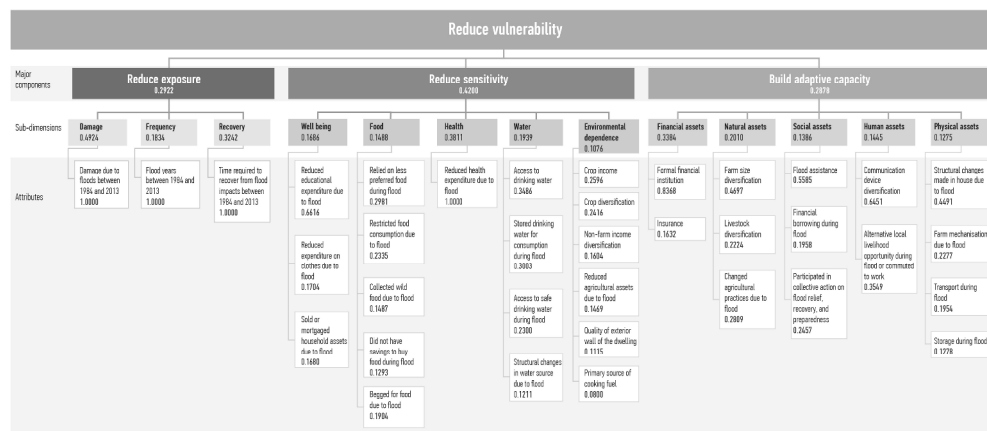 Reduce vulnerability
Major
components
Reduce exposure
0.2922
Reduce sensitivity
0.4200
Build adaptive capacity
0.2878
Sub-dimensions
Damage
0.4924
Frequency
0.1834
Recovery
0.3242
Well being
0.1686
Food
0.1488
Health
0.3811
Water
0.1939
Environmental
dependence
0.1076
Financial assets
0.3384
Natural assets
0.2010
Social assets
0.1386
Human assets
0.1445
Physical assets
0.1275
Attributes
Damage due to
floods between
1984 and 2013
1.0000
Flood years
between 1984 and
2013
1.0000
Time required to
recover from flood
impacts between
1984 and 2013
1.0000
Reduced
educational
expenditure due
to flood
0.6616
Reduced
expenditure on
clothes due to
flood
0.1704
Sold or
mortgaged
household assets
due to flood
0.1680
Relied on less
preferred food
during flood
0.2981
Restricted food
consumption due
to flood
0.2335
Collected wild
food due to flood
0.1487
Did not have
savings to buy
food during flood
0.1293
Begged for food
due to flood
0.1904
Reduced health
expenditure due to
flood
1.0000
Access to
drinking water
0.3486
Stored drinking
water for
consumption
during flood
0.3003
Access to safe
drinking water
during flood
0.2300
Structural changes
in water source
due to flood
0.1211
Crop income
0.2596
Crop diversification
0.2416
Non-farm income
diversification
0.1604
Reduced
agricultural assets
due to flood
0.1469
Quality of exterior
wall of the dwelling
0.1115
Primary source of
cooking fuel
0.0800
Formal financial
institution
0.8368
Insurance
0.1632
Farm size
diversification
0.4697
Livestock
diversification
0.2224
Changed
agricultural
practices due to
flood
0.2809
Flood assistance
0.5585
Financial
borrowing during
flood
0.1958
Participated in
collective action on
flood relief,
recovery, and
preparedness
0.2457
Communication
device
diversification
0.6451
Alternative local
livelihood
opportunity during
flood or commuted
to work
0.3549
Structural changes
made in house due
to flood
0.4491
Farm mechanisation
due to flood
0.2277
Transport during
flood
0.1954
Storage during flood
0.1278